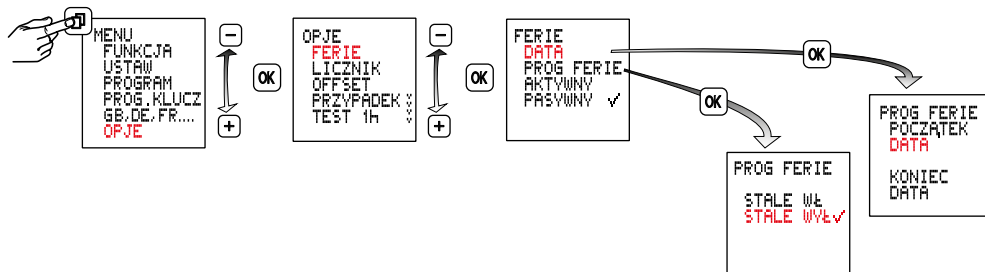 MENU
FUNKCJA
USTAW
PROGRAM
PROG.KLUCZ
GB,DE,FR....
OPJE
-
+
OK
OPJE
FERIE
LICZNIK
OFFSET
PRZYPADEK
TEST 1h
-
+
OK
FERIE
DATA
PROG FERIE
AKTYWNY
PASYWNY ✓
OK
OK
PROG FERIE
STALE WŁ
STALE WYŁ✓
PROG FERIE
POCZĄTEK
DATA
KONIEC
DATA